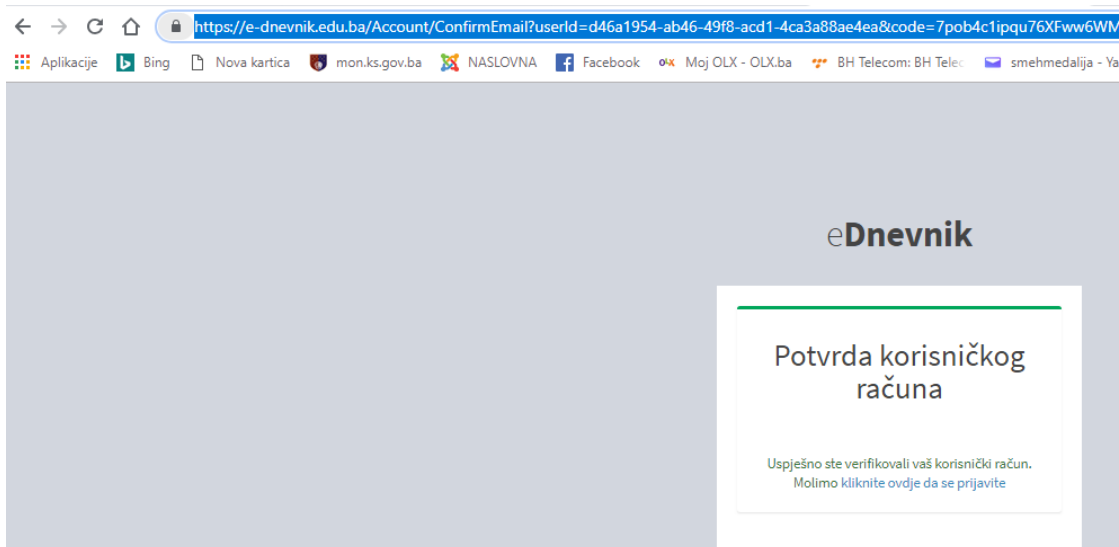 https://e-dnevnik.edu.ba/Account/ConfirmEmail?userId=d46a1954-ab46-49f8-acd1-4ca3a88ae4ea&code=7pob4c1ipqu76XFww6WM
Aplikacije Bing Nova kartica mon.ks.gov.ba NASLOVNA Facebook OLX Moj OLX - OLX.ba BH Telecom: BH Telec smehmedalija - Ya
eDnevnik
Potvrda korisničkog
računa
Uspješno ste verifikovali vaš korisnički račun.
Molimo kliknite ovdje da se prijavite